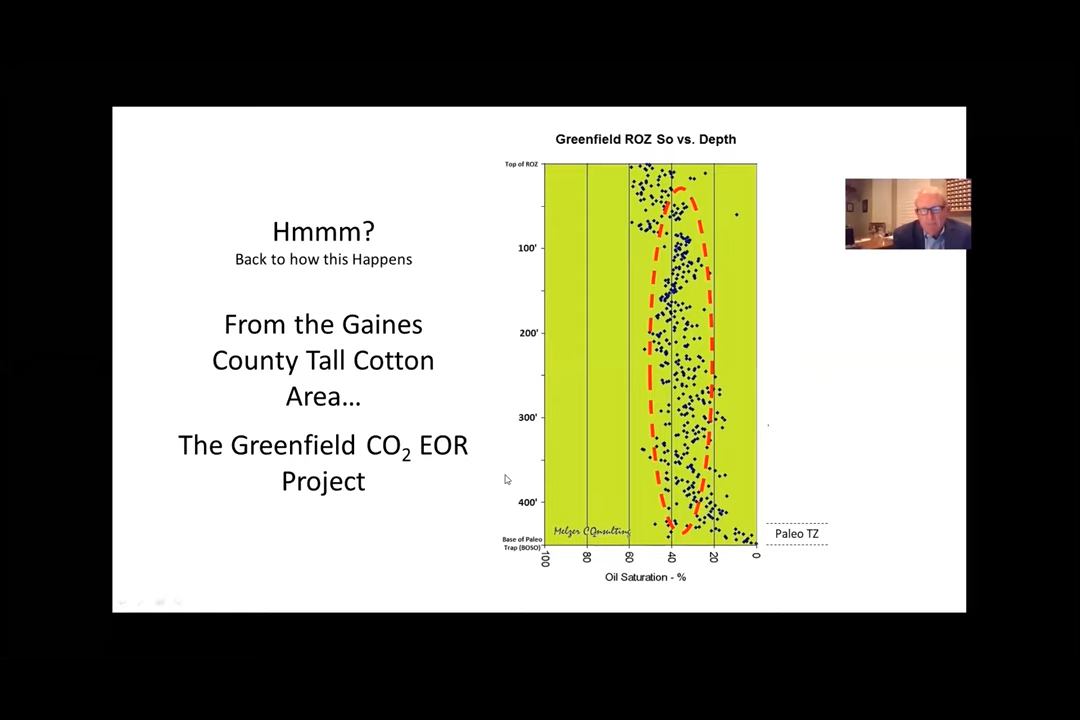 Hmmm?
Back to how this Happens
From the Gaines
County Tall Cotton
Area...
The Greenfield CO₂ EOR
Project
Greenfield ROZ So vs. Depth
Top of ROZ
100'
200'
300'
400'
Base of Paleo
Trap (BOSO)
Melzer COnsulting
100
80
60
40
20
0
Oil Saturation - %
Paleo TZ